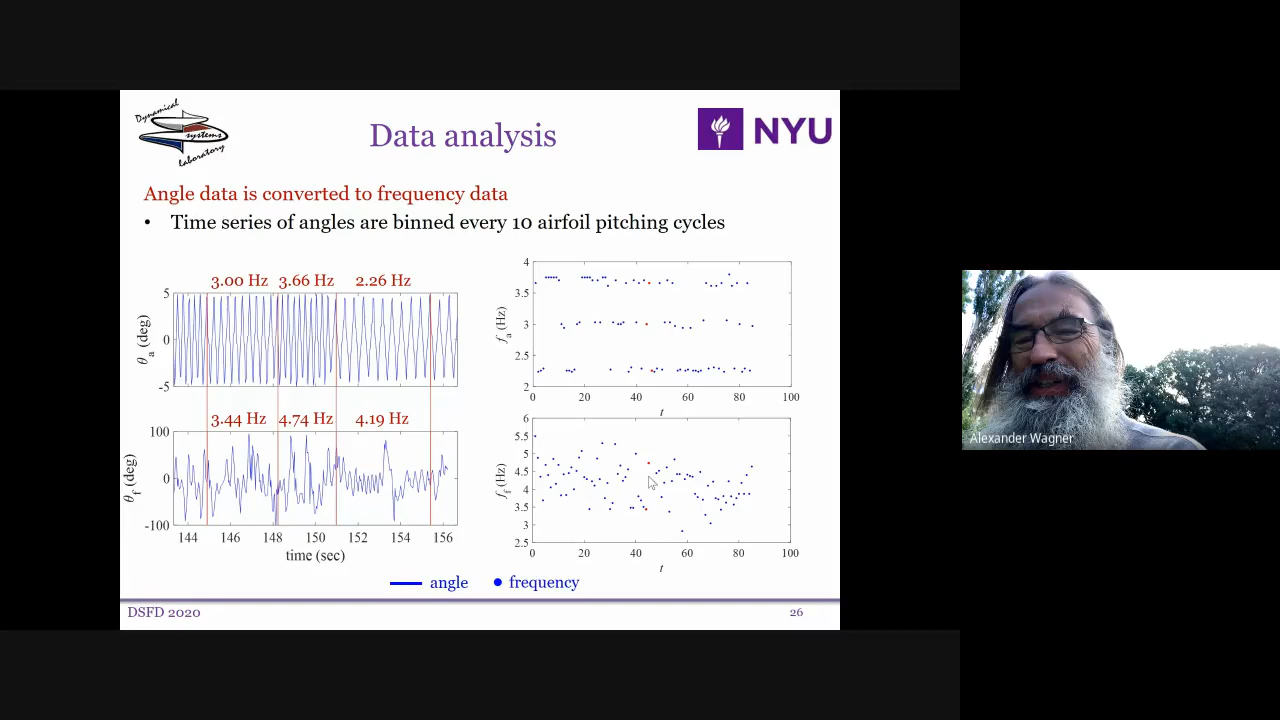 Dynamical
systems
laboratory
Data analysis
NYU
Angle data is converted to frequency data
• Time series of angles are binned every 10 airfoil pitching cycles
3.00 Hz 3.66 Hz 2.26 Hz
5
0
-5
θa (deg)
3.44 Hz 4.74 Hz 4.19 Hz
100
0
-100
θf (deg)
144 146 148 150 152 154 156
time (sec)
4
3.5
3
2.5
2
fa (Hz)
0 20 40 60 80 100
t
6
5.5
5
4.5
4
3.5
3
2.5
ff (Hz)
0 20 40 60 80 100
t
angle frequency
DSFD 2020
26
Alexander Wagner